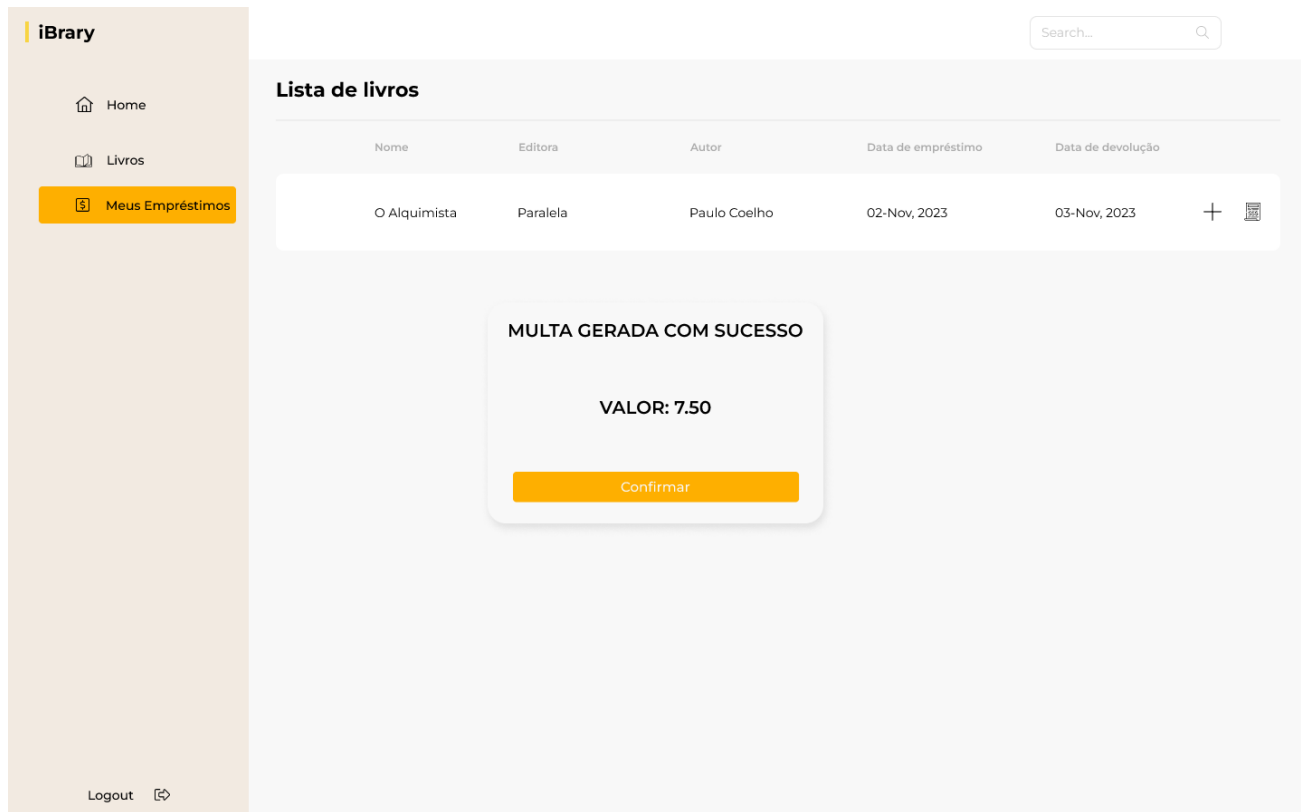 iBrary
Search...
Home
Livros
Meus Empréstimos
Logout
Lista de livros
Nome Editora Autor Data de empréstimo Data de devolução
O Alquimista Paralela Paulo Coelho 02-Nov, 2023 03-Nov, 2023
MULTA GERADA COM SUCESSO
VALOR: 7.50
Confirmar